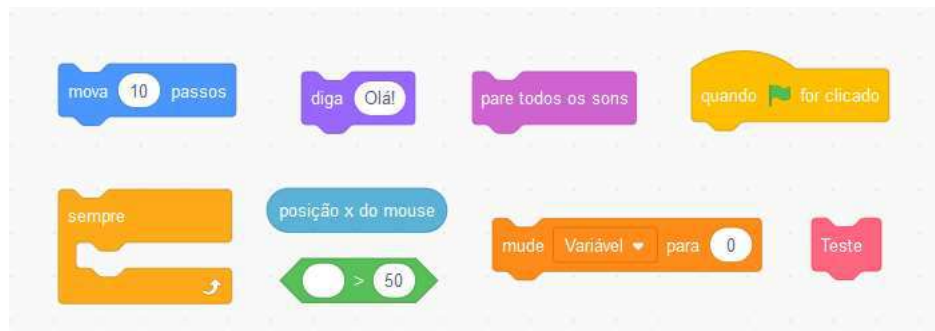 mova 10 passos
diga Olá!
pare todos os sons
quando for clicado
sempre
posição x do mouse
mude Variável para 0
Teste
> 50